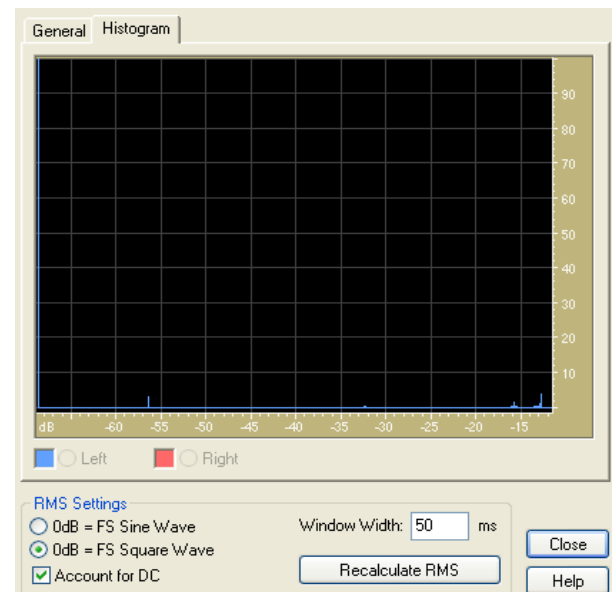 General Histogram
90
80
70
60
50
40
30
20
10
dB -60 -55 -50 -45 -40 -35 -30 -25 -20 -15
Left Right
RMS Settings
0dB = FS Sine Wave Window Width: 50 ms
0dB = FS Square Wave Close
Account for DC Recalculate RMS Help